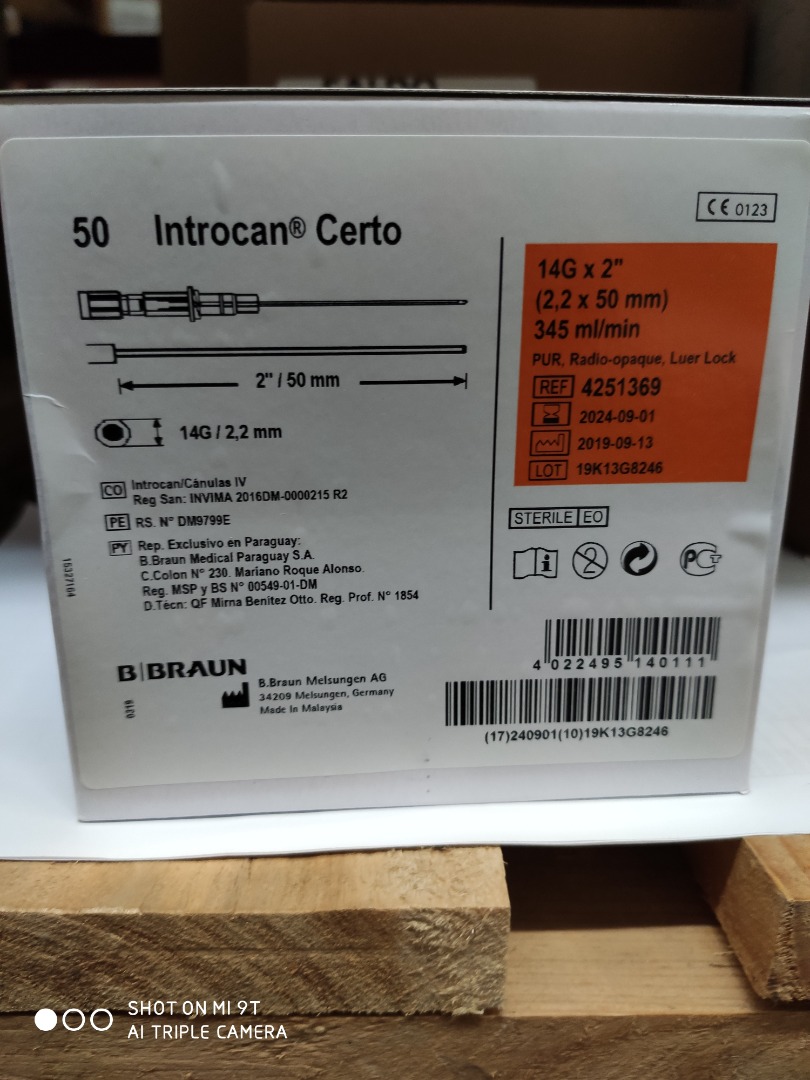 50 Introcan® Certo
CE 0123
2" / 50 mm
14G / 2,2 mm
14G x 2"
(2,2 x 50 mm)
345 ml/min
PUR, Radio-opaque, Luer Lock
REF 4251369
2024-09-01
2019-09-13
LOT 19K13G8246
STERILE EO
CO Introcan/Cánulas IV
Reg San: INVIMA 2016DM-0000215 R2
PE RS. N° DM9799E
PY Rep. Exclusivo en Paraguay:
B.Braun Medical Paraguay S.A.
C.Colon N° 230. Mariano Roque Alonso.
Reg. MSP y BS N° 00549-01-DM
D.Técn: QF Mirna Benitez Otto. Reg. Prof. N° 1854
15327164
B|BRAUN
B.Braun Melsungen AG
34209 Melsungen, Germany
Made in Malaysia
0319
4 022495 140111
(17)240901(10)19K13G8246
SHOT ON MI 9T
AI TRIPLE CAMERA